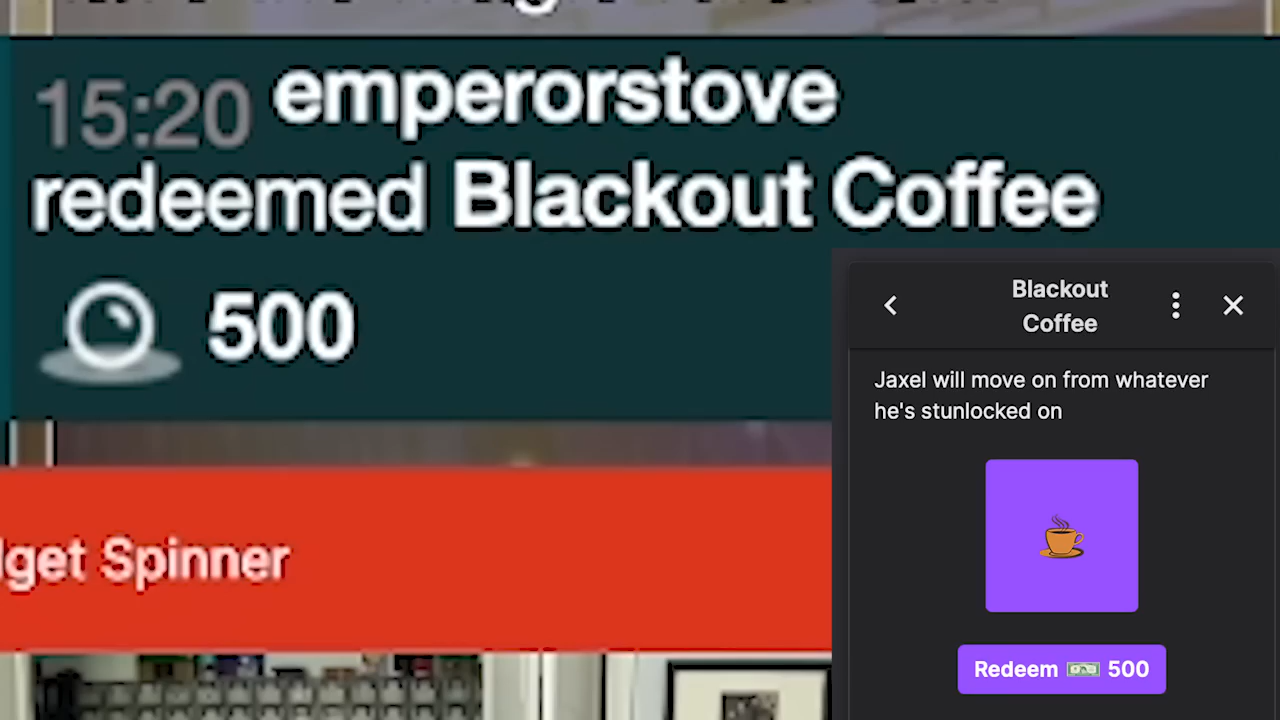 15:20 emperorstove
redeemed Blackout Coffee
500
Blackout
Coffee
Jaxel will move on from whatever
he's stunlocked on
Redeem 500
Spinner